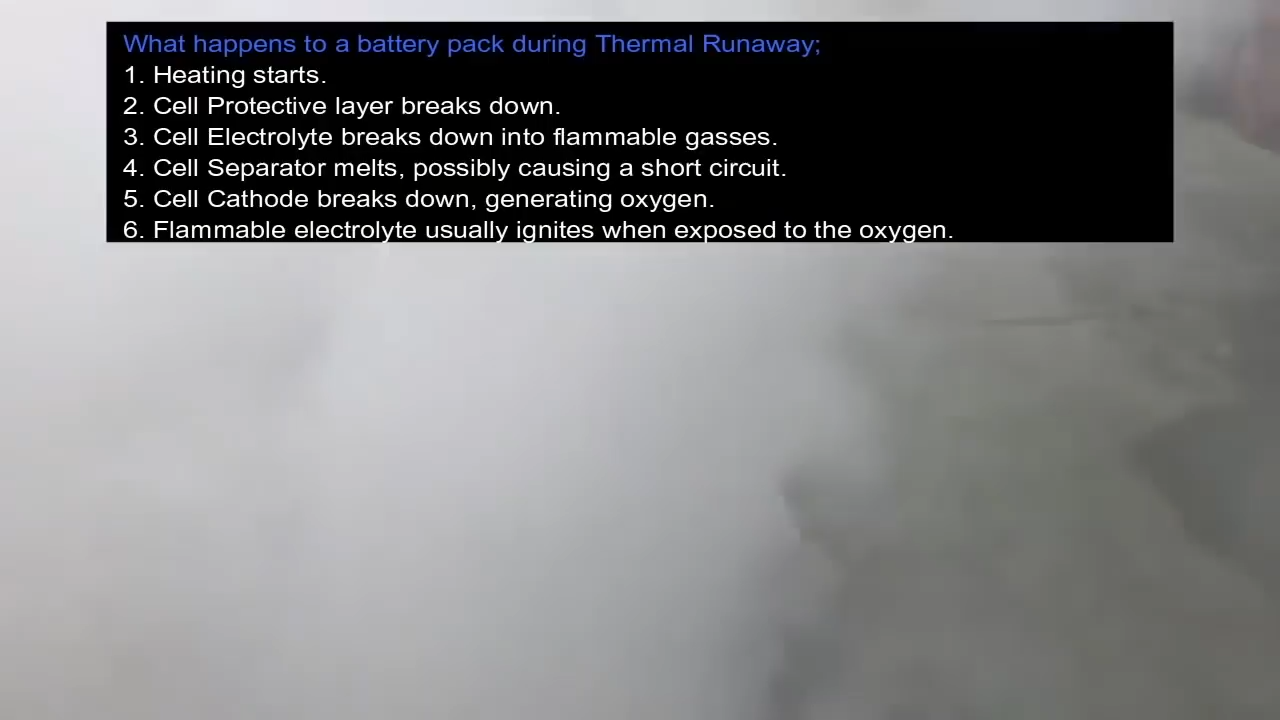 What happens to a battery pack during Thermal Runaway;
1. Heating starts.
2. Cell Protective layer breaks down.
3. Cell Electrolyte breaks down into flammable gasses.
4. Cell Separator melts, possibly causing a short circuit.
5. Cell Cathode breaks down, generating oxygen.
6. Flammable electrolyte usually ignites when exposed to the oxygen.